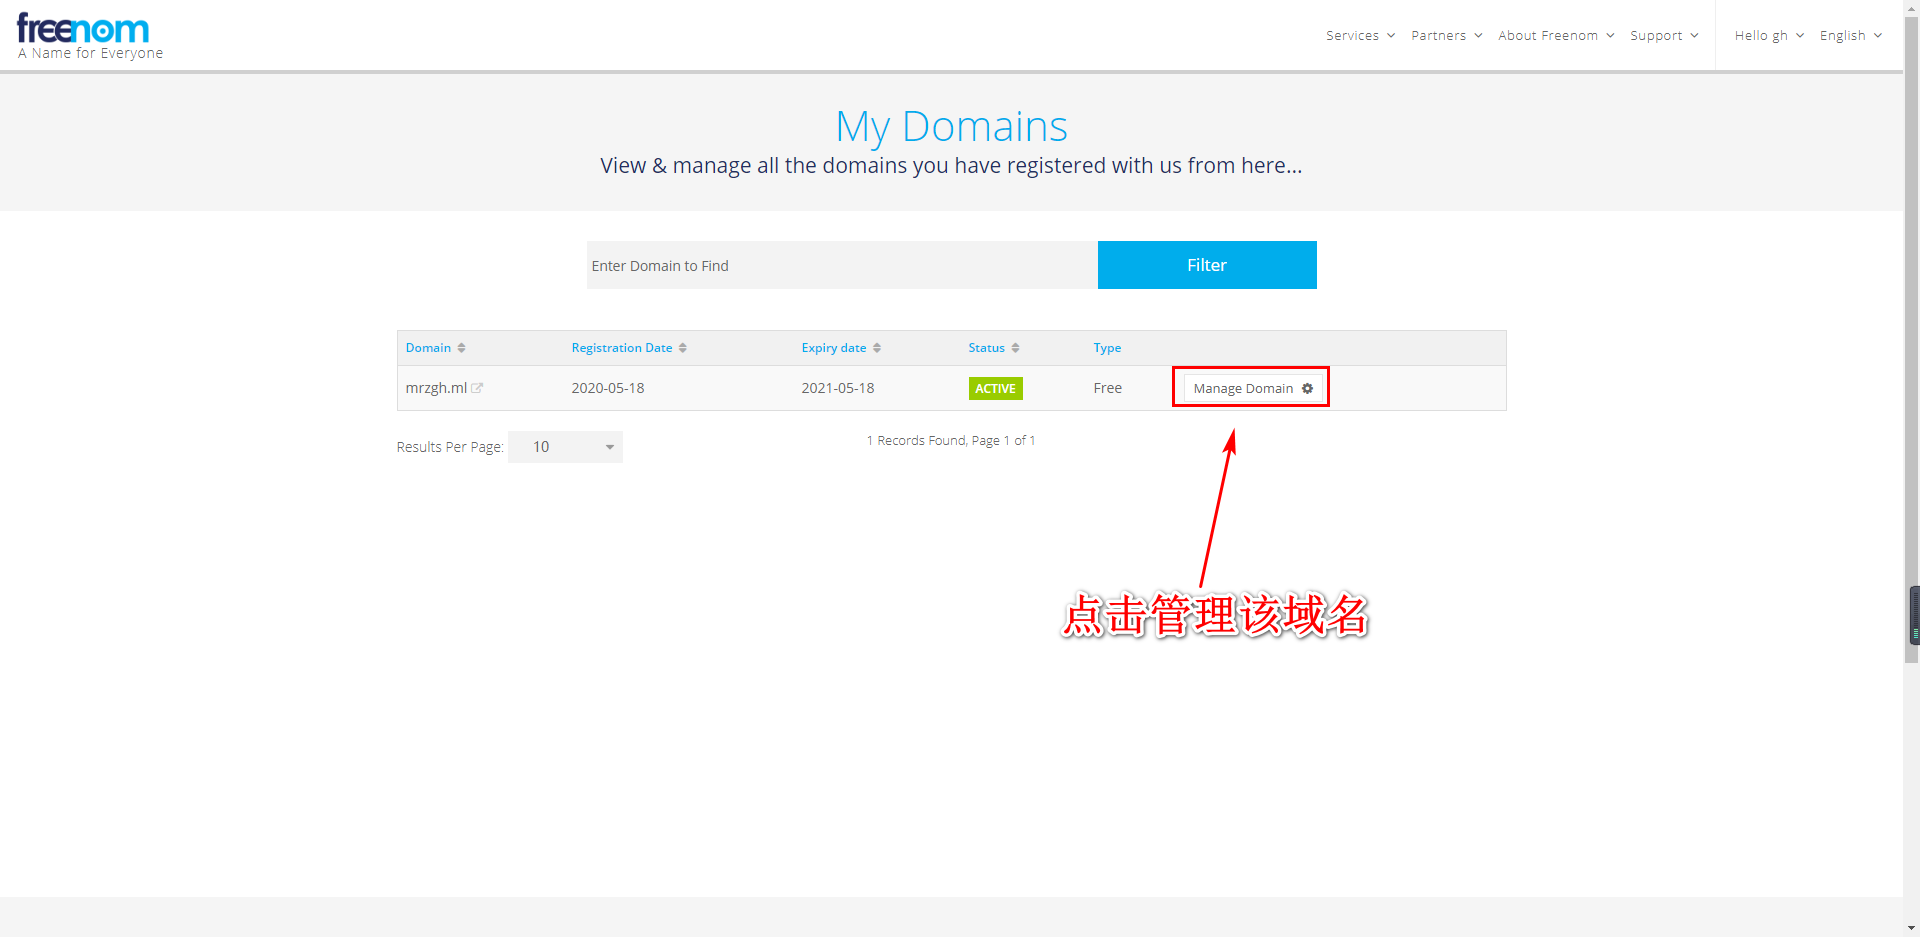 freenom
A Name for Everyone
Services Partners About Freenom Support Hello gh English
My Domains
View & manage all the domains you have registered with us from here...
Enter Domain to Find Filter
Domain Registration Date Expiry date Status Type
mrzgh.ml 2020-05-18 2021-05-18 ACTIVE Free Manage Domain
Results Per Page: 10
1 Records Found, Page 1 of 1
点击管理该域名